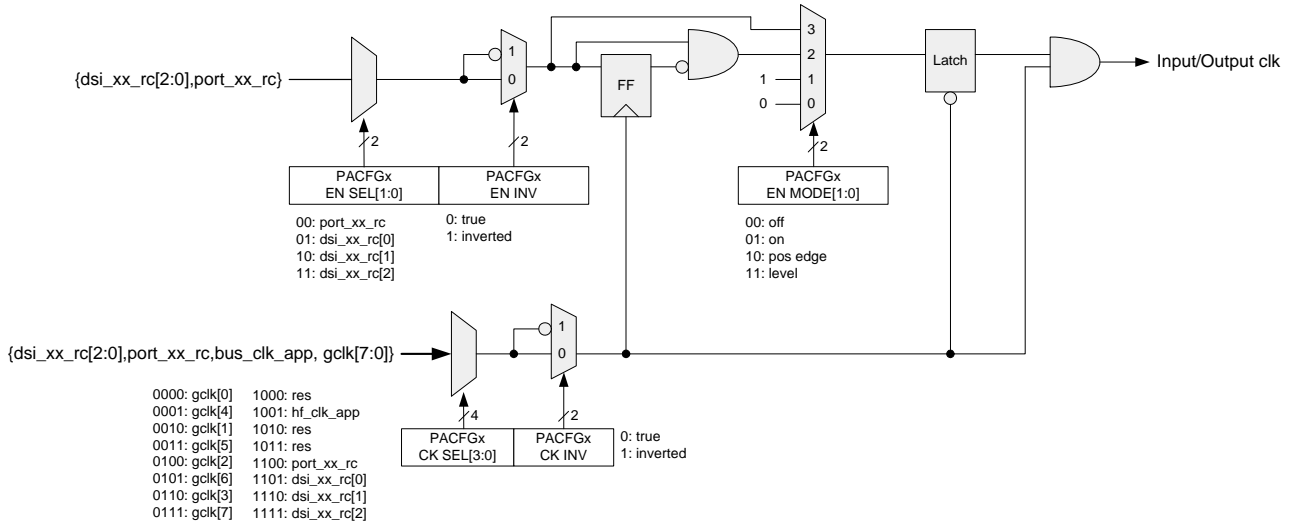 3
2
1
0
1
0
1
0
{dsi_xx_rc[2:0],port_xx_rc}
FF
Latch
Input/Output clk
2
2
2
PACFGx
EN SEL[1:0]
PACFGx
EN INV
PACFGx
EN MODE[1:0]
00: port_xx_rc
01: dsi_xx_rc[0]
10: dsi_xx_rc[1]
11: dsi_xx_rc[2]
0: true
1: inverted
00: off
01: on
10: pos edge
11: level
{dsi_xx_rc[2:0],port_xx_rc,bus_clk_app, gclk[7:0]}
1
0
4
2
PACFGx
CK SEL[3:0]
PACFGx
CK INV
0: true
1: inverted
0000: gclk[0] 1000: res
0001: gclk[4] 1001: hf_clk_app
0010: gclk[1] 1010: res
0011: gclk[5] 1011: res
0100: gclk[2] 1100: port_xx_rc
0101: gclk[6] 1101: dsi_xx_rc[0]
0110: gclk[3] 1110: dsi_xx_rc[1]
0111: gclk[7] 1111: dsi_xx_rc[2]